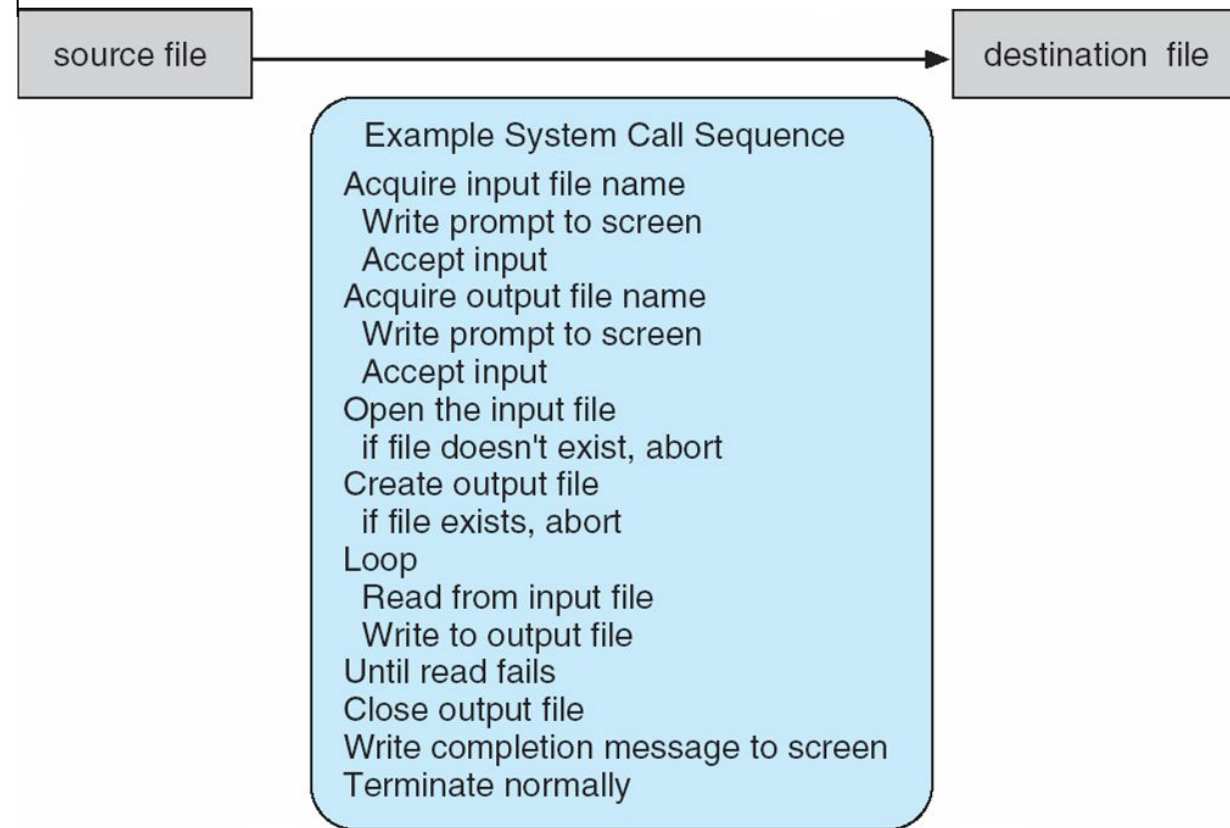 source file
destination file
Example System Call Sequence
Acquire input file name
Write prompt to screen
Accept input
Acquire output file name
Write prompt to screen
Accept input
Open the input file
if file doesn't exist, abort
Create output file
if file exists, abort
Loop
Read from input file
Write to output file
Until read fails
Close output file
Write completion message to screen
Terminate normally